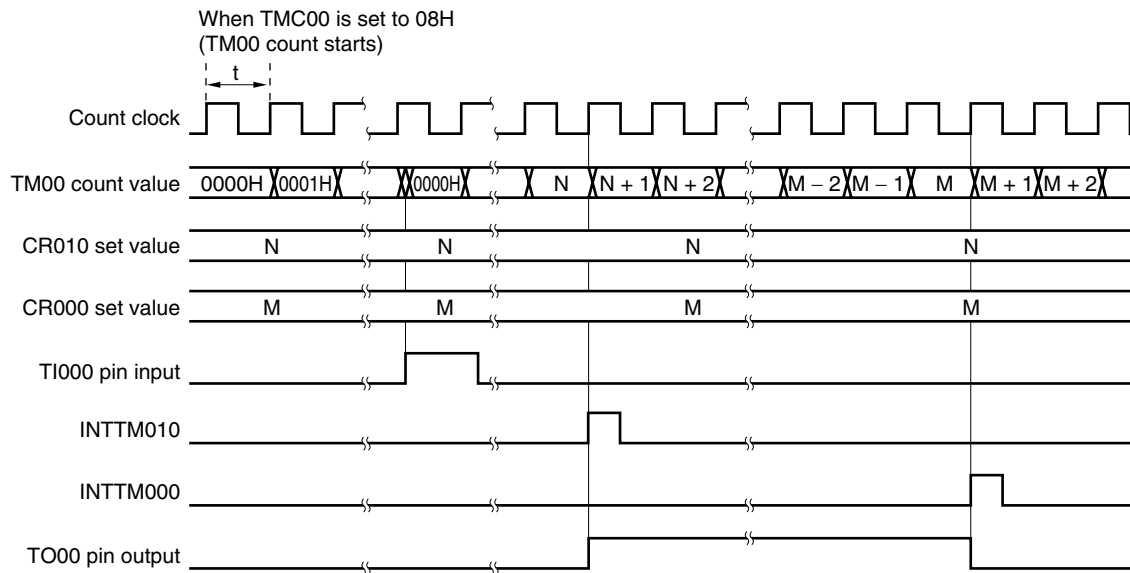 When TMC00 is set to 08H
(TM00 count starts)
t
Count clock
TM00 count value 0000H 0001H 0000H N N + 1 N + 2 M − 2 M − 1 M M + 1 M + 2
CR010 set value N N N N
CR000 set value M M M M
TI000 pin input
INTTM010
INTTM000
TO00 pin output